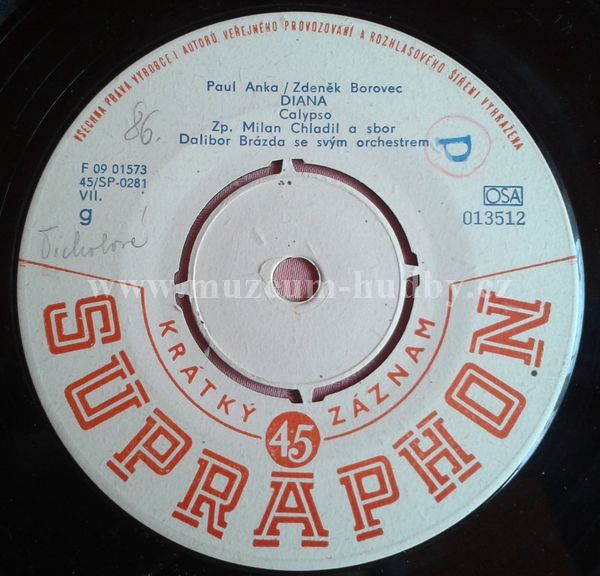 VŠECHNA PRÁVA VÝROBCE I AUTORŮ, VEŘEJNÉHO PROVOZOVÁNÍ A ROZHLASOVÉHO ŠÍŘENÍ VYHRAŽENA
Paul Anka/Zdeněk Borovec
DIANA
Calypso
Zp. Milan Chladil a sbor
Dalibor Brázda se svým orchestrem
86.
p
F 09 01573
45/SP-0281
VII.
g
OSA
013512
www.muzeum-hudby.cz
KRÁTKÝ 45 ZÁZNAM
SUPRAPHON